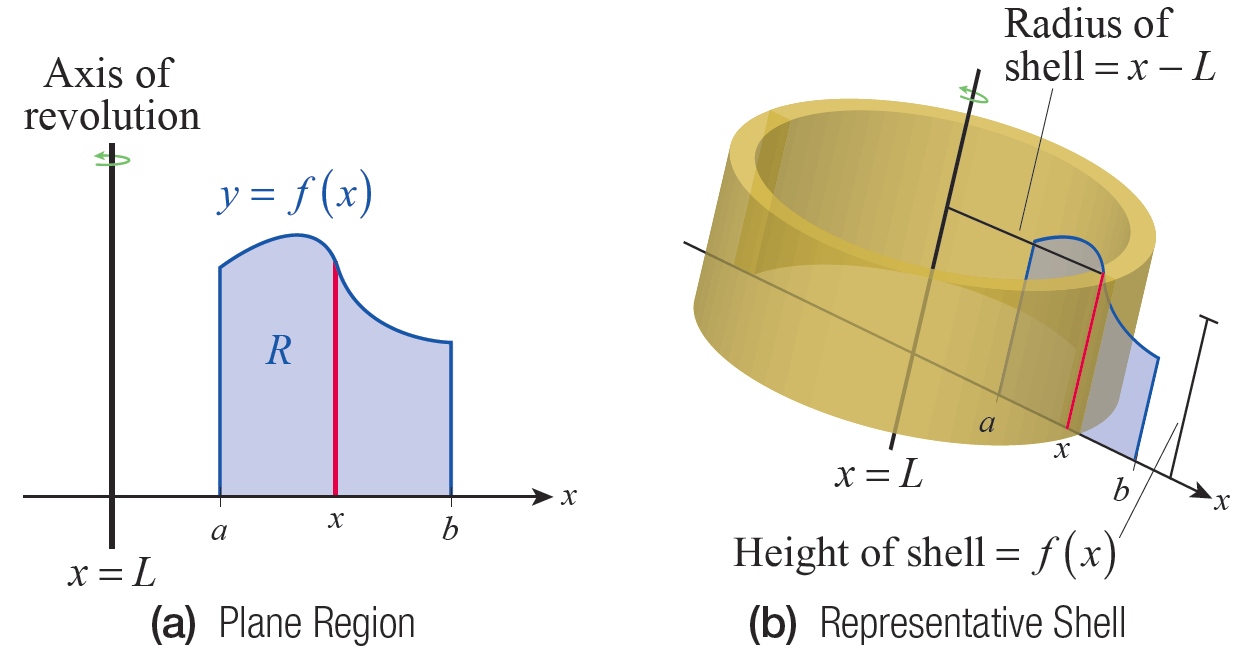 Axis of
revolution
y = f(x)
R
x
a
x
b
x = L
(a) Plane Region
Radius of
shell = x − L
a
x
b
x
x = L
Height of shell = f(x)
(b) Representative Shell